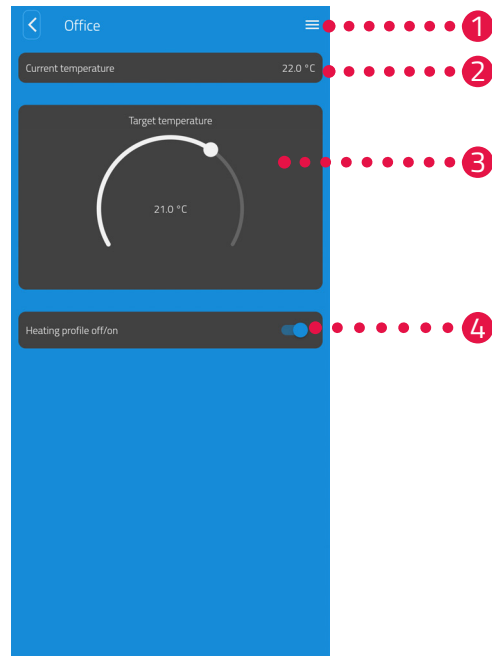 Office
1
Current temperature 22.0 °C
2
Target temperature
3
21.0 °C
Heating profile off/on
4